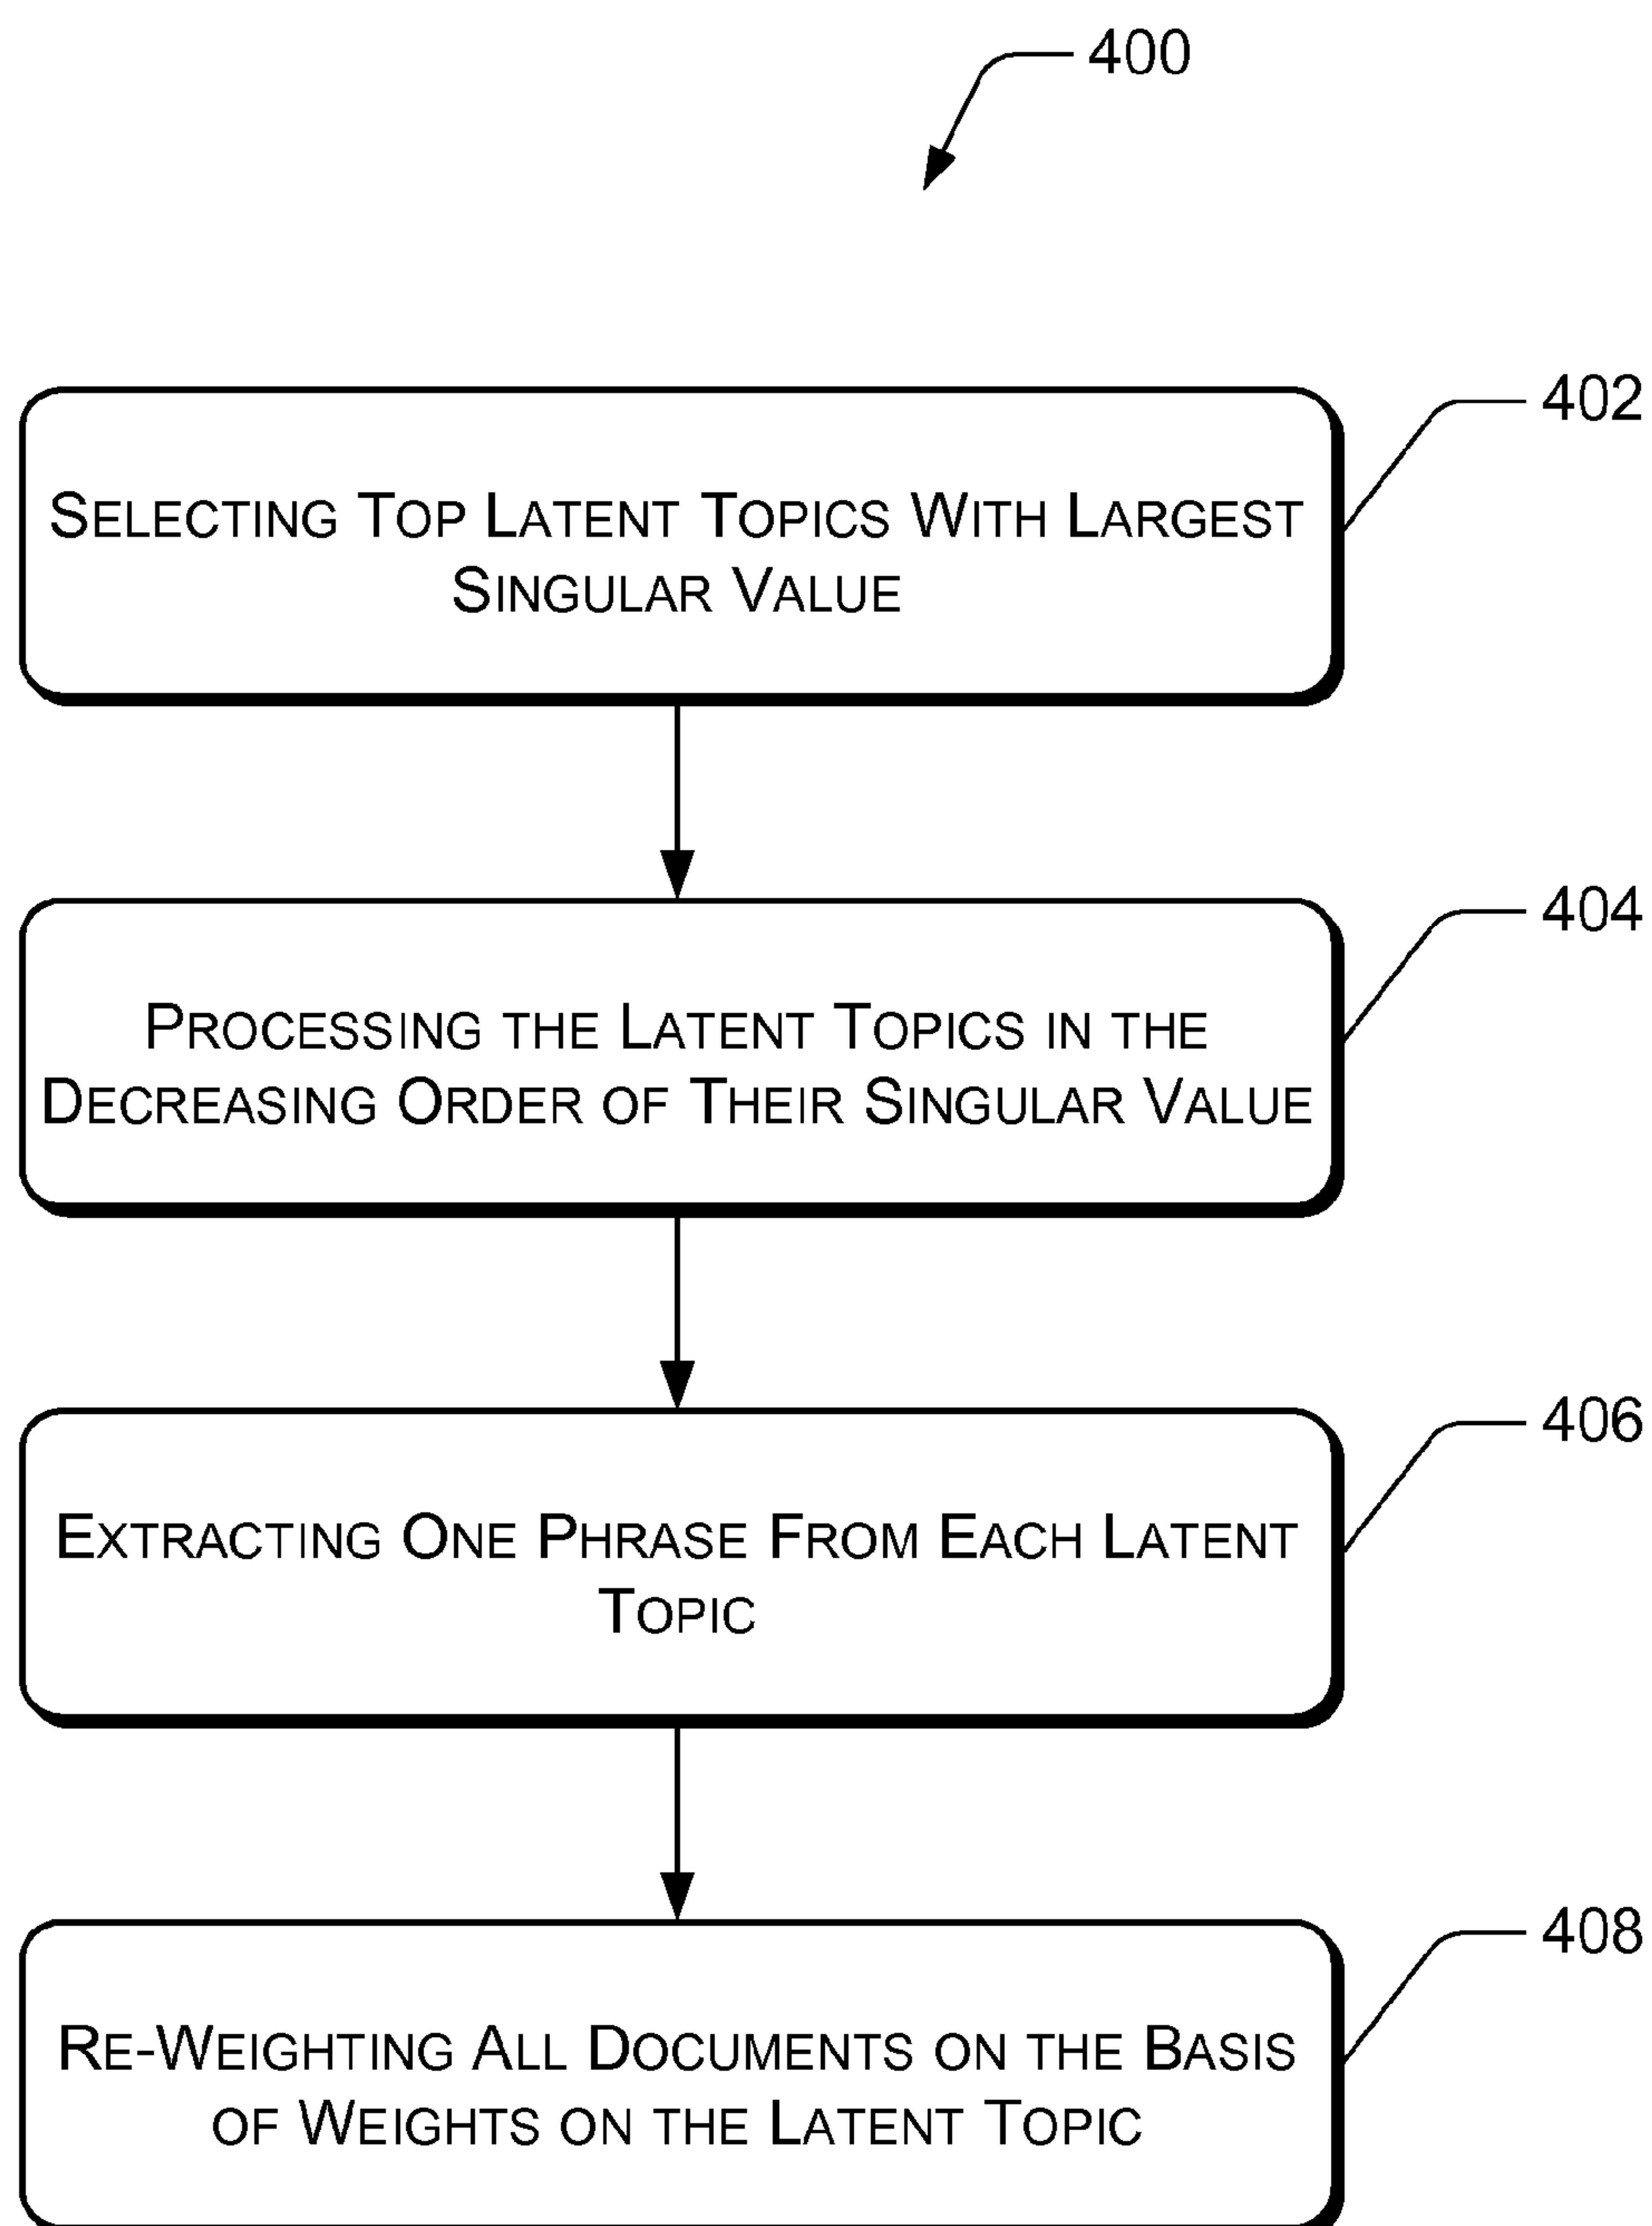 400
402
SELECTING TOP LATENT TOPICS WITH LARGEST
SINGULAR VALUE
404
PROCESSING THE LATENT TOPICS IN THE
DECREASING ORDER OF THEIR SINGULAR VALUE
406
EXTRACTING ONE PHRASE FROM EACH LATENT
TOPIC
408
RE-WEIGHTING ALL DOCUMENTS ON THE BASIS
OF WEIGHTS ON THE LATENT TOPIC